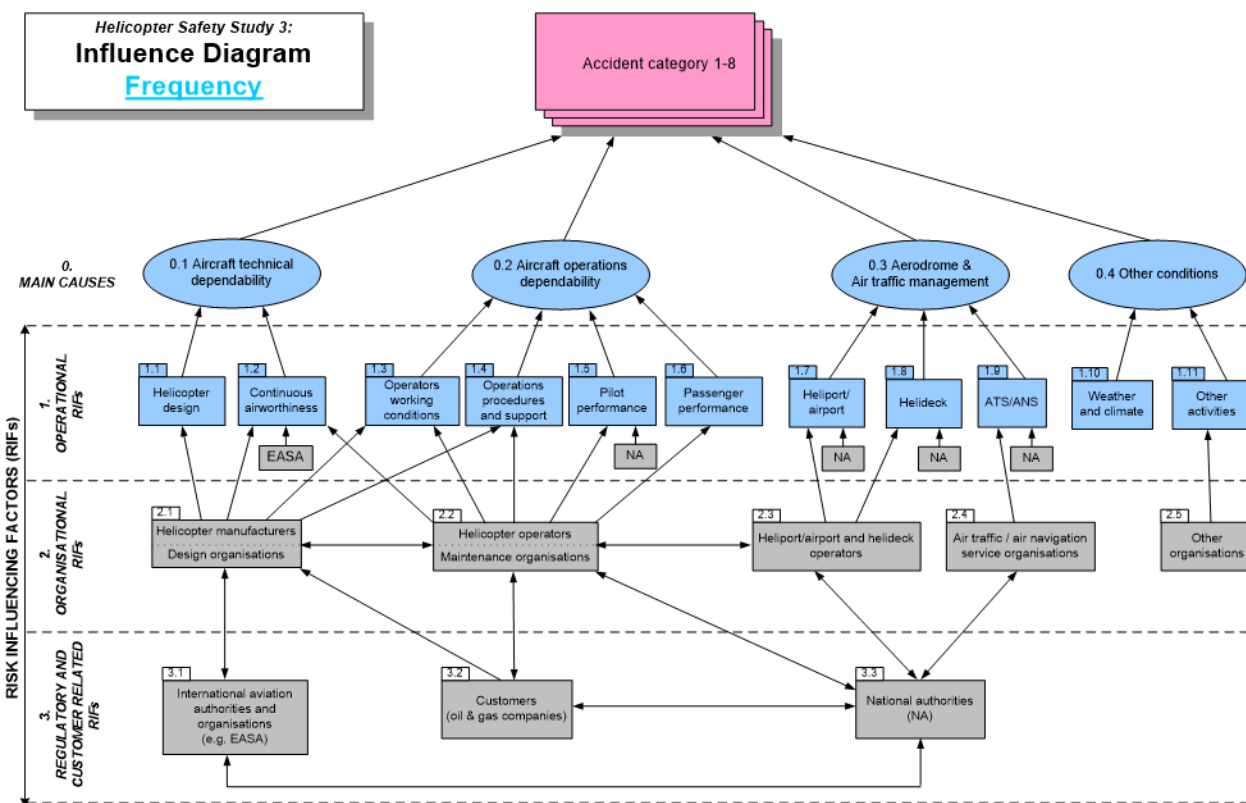 Helicopter Safety Study 3:
Influence Diagram
Frequency
Accident category 1-8
0.
MAIN CAUSES
0.1 Aircraft technical
dependability
0.2 Aircraft operations
dependability
0.3 Aerodrome &
Air traffic management
0.4 Other conditions
RISK INFLUENCING FACTORS (RIFs)
1.
OPERATIONAL
RIFs
1.1
Helicopter
design
1.2
Continuous
airworthiness
1.3
Operators
working
conditions
1.4
Operations
procedures
and support
1.5
Pilot
performance
1.6
Passenger
performance
1.7
Heliport/
airport
1.8
Helideck
1.9
ATS/ANS
1.10
Weather
and climate
1.11
Other
activities
EASA
NA
NA
NA
NA
2.
ORGANISATIONAL
RIFs
2.1
Helicopter manufacturers
Design organisations
2.2
Helicopter operators
Maintenance organisations
2.3
Heliport/airport and helideck
operators
2.4
Air traffic / air navigation
service organisations
2.5
Other
organisations
3.
REGULATORY AND
CUSTOMER RELATED
RIFs
3.1
International aviation
authorities and
organisations
(e.g. EASA)
3.2
Customers
(oil & gas companies)
3.3
National authorities
(NA)